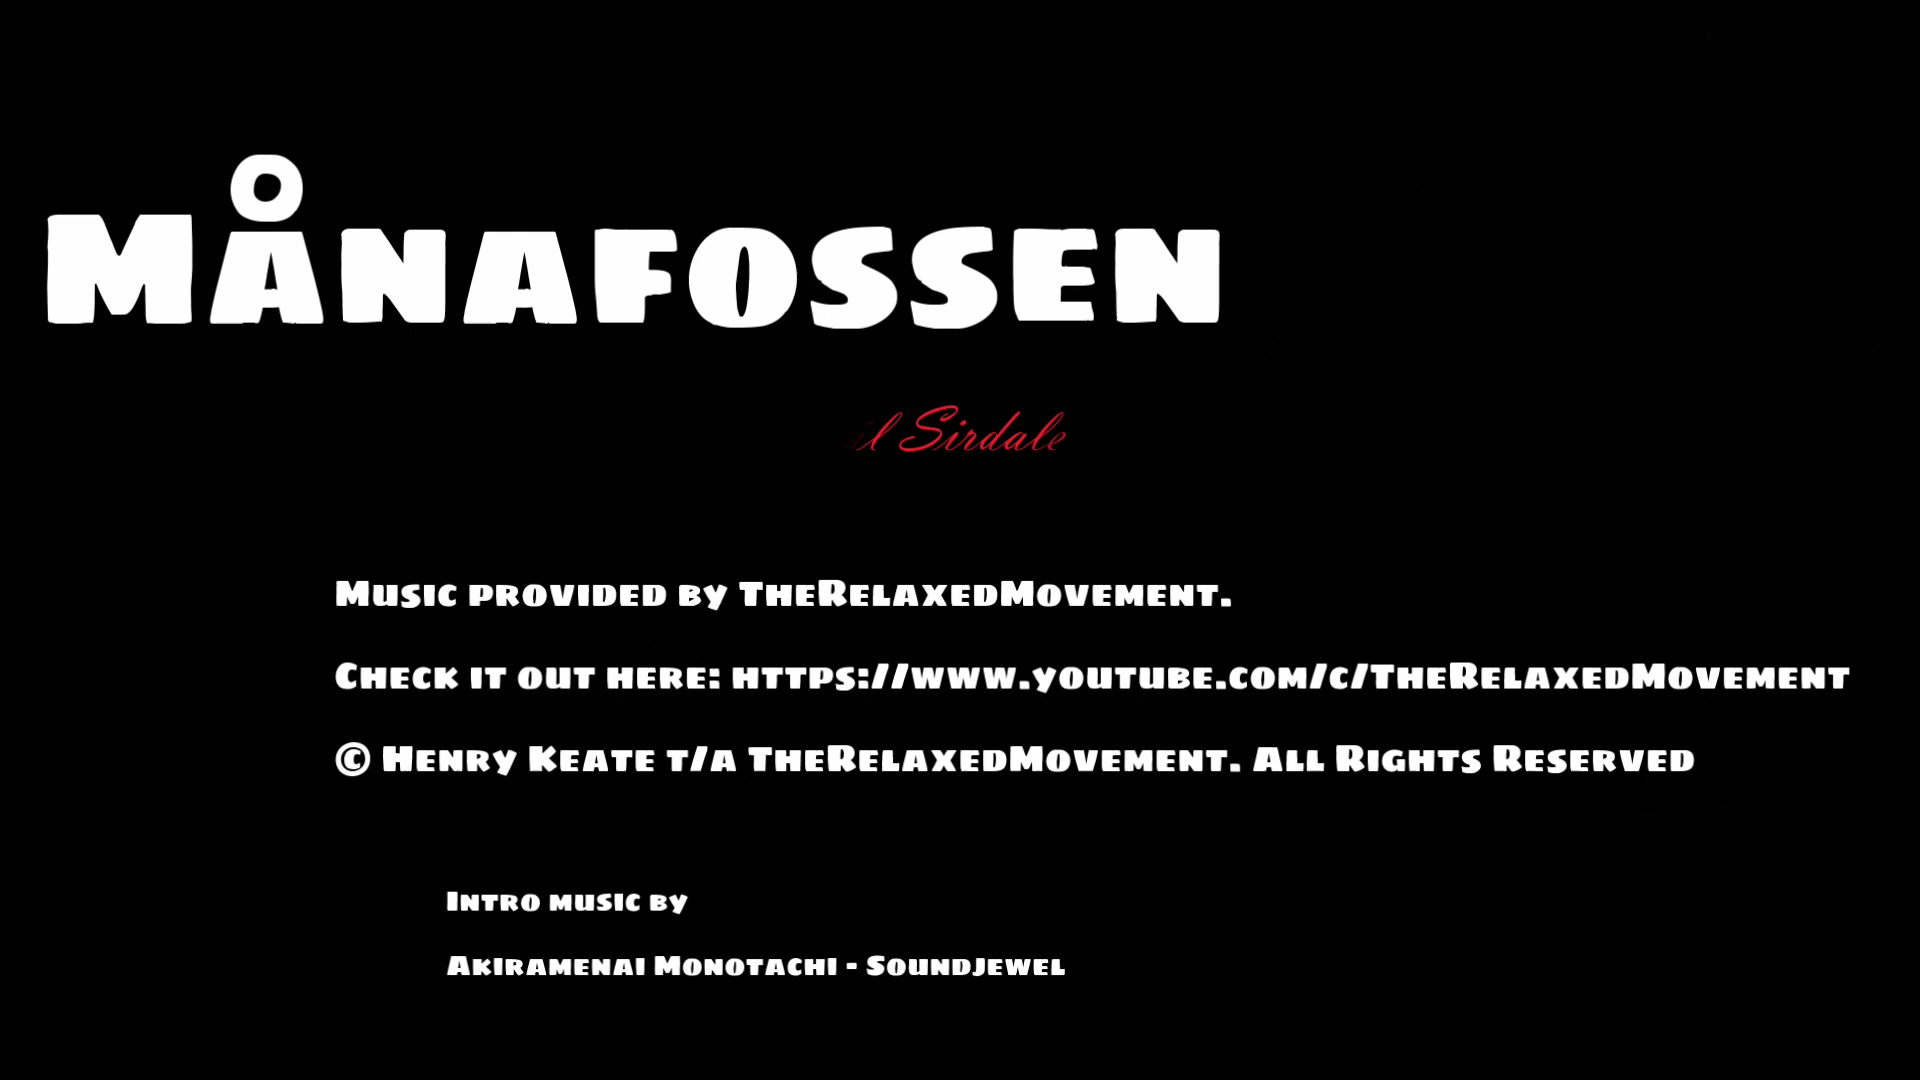 Månafossen
il Sirdale
Music provided by TheRelaxedMovement.
Check it out here: https://www.youtube.com/c/TheRelaxedMovement
© Henry Keate t/a TheRelaxedMovement. All Rights Reserved
Intro music by
Akiramenai Monotachi - Soundjewel